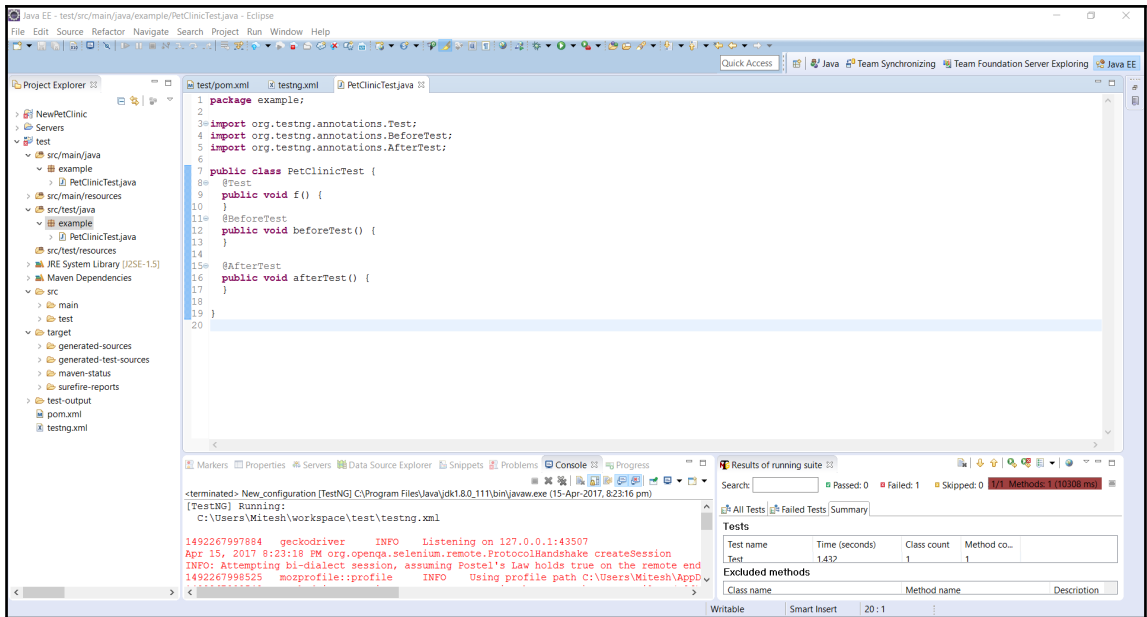 Java EE - test/src/main/java/example/PetClinicTest.java - Eclipse
File Edit Source Refactor Navigate Search Project Run Window Help
Quick Access Java Team Synchronizing Team Foundation Server Exploring Java EE
Project Explorer
NewPetClinic
Servers
test
src/main/java
example
PetClinicTest.java
src/main/resources
src/test/java
example
PetClinicTest.java
src/test/resources
JRE System Library [J2SE-1.5]
Maven Dependencies
src
main
test
target
generated-sources
generated-test-sources
maven-status
surefire-reports
test-output
pom.xml
testng.xml
test/pom.xml testng.xml PetClinicTest.java
1 package example;
2
3 import org.testng.annotations.Test;
4 import org.testng.annotations.BeforeTest;
5 import org.testng.annotations.AfterTest;
6
7 public class PetClinicTest {
8 @Test
9 public void f() {
10 }
11 @BeforeTest
12 public void beforeTest() {
13 }
14
15 @AfterTest
16 public void afterTest() {
17 }
18
19 }
20
Markers Properties Servers Data Source Explorer Snippets Problems Console Progress
<terminated> New_configuration [TestNG] C:\Program Files\Java\jdk1.8.0_111\bin\javaw.exe (15-Apr-2017, 8:23:16 pm)
[TestNG] Running:
C:\Users\Mitesh\workspace\test\testng.xml
1492267997884 geckodriver INFO Listening on 127.0.0.1:43507
Apr 15, 2017 8:23:18 PM org.openqa.selenium.remote.ProtocolHandshake createSession
INFO: Attempting bi-dialect session, assuming Postel's Law holds true on the remote end
1492267998525 mozprofile::profile INFO Using profile path C:\Users\Mitesh\AppD
Results of running suite
Search: Passed: 0 Failed: 1 Skipped: 0 1/1 Methods: 1 (10308 ms)
All Tests Failed Tests Summary
Tests
Test name Time (seconds) Class count Method co...
Test 1.432 1 1
Excluded methods
Class name Method name Description
Writable Smart Insert 20 : 1